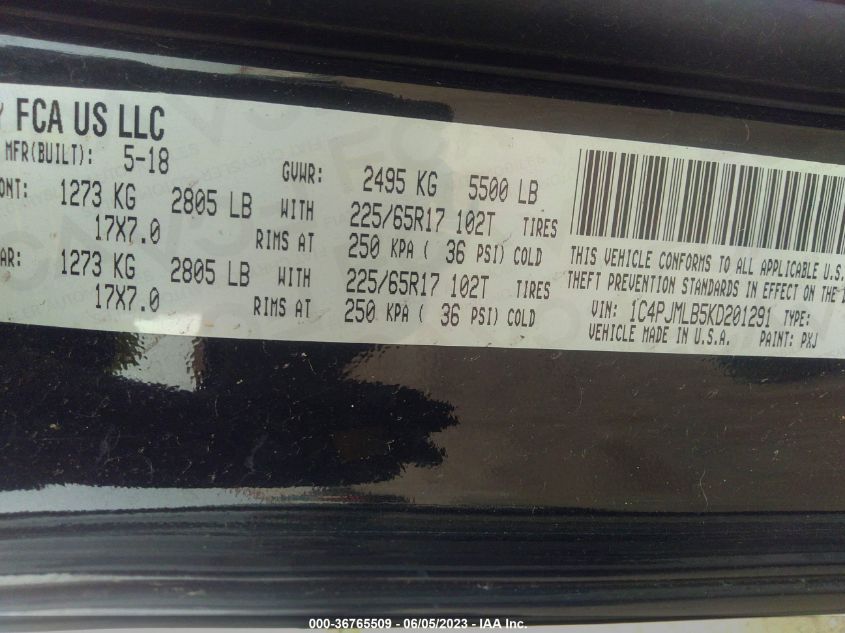 FCA US LLC
MFR(BUILT): 5-18 GVWR: 2495 KG 5500 LB
ONT: 1273 KG 2805 LB WITH 225/65R17 102T TIRES
17X7.0 RIMS AT 250 KPA ( 36 PSI) COLD
AR: 1273 KG 2805 LB WITH 225/65R17 102T TIRES
17X7.0 RIMS AT 250 KPA ( 36 PSI) COLD
THIS VEHICLE CONFORMS TO ALL APPLICABLE U.S.
THEFT PREVENTION STANDARDS IN EFFECT ON THE
VIN: 1C4PJMLB5KD201291 TYPE:
VEHICLE MADE IN U.S.A. PAINT: PXJ
000-36765509 - 06/05/2023 - IAA Inc.